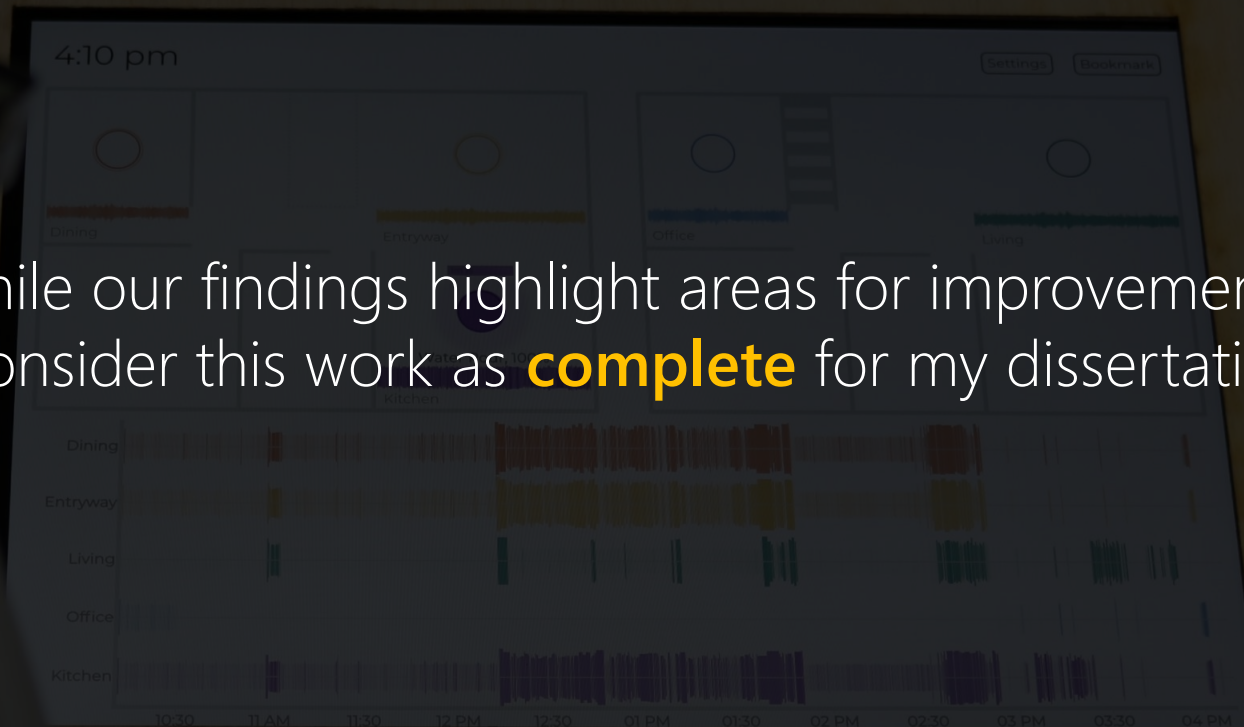 4:10 pm
Settings Bookmark
Dining
Entryway
Office
Living
hile our findings highlight areas for improvemen
onsider this work as complete for my dissertati
Kitchen
Dining
Entryway
Living
Office
Kitchen
10:30 11 AM 11:30 12 PM 12:30 01 PM 01:30 02 PM 02:30 03 PM 03:30 04 PM